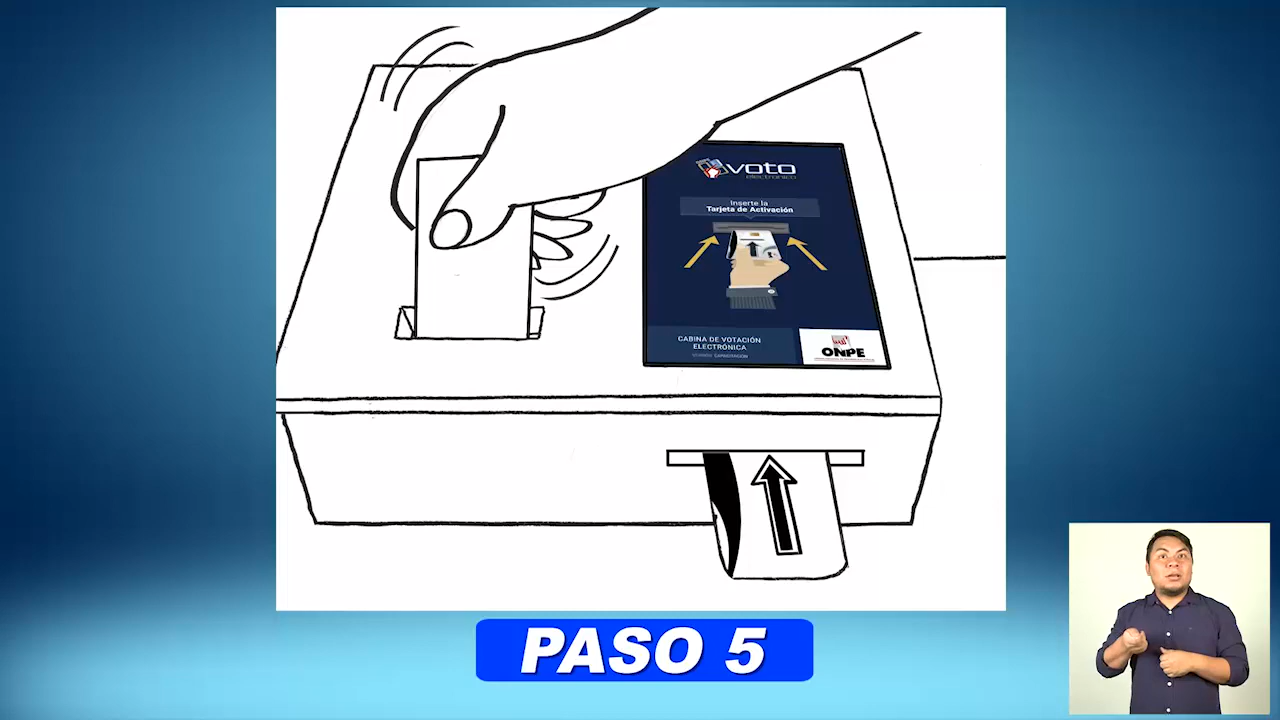 voto
electrónico
Inserte la
Tarjeta de Activación
CABINA DE VOTACIÓN
ELECTRÓNICA
ONPE
PASO 5